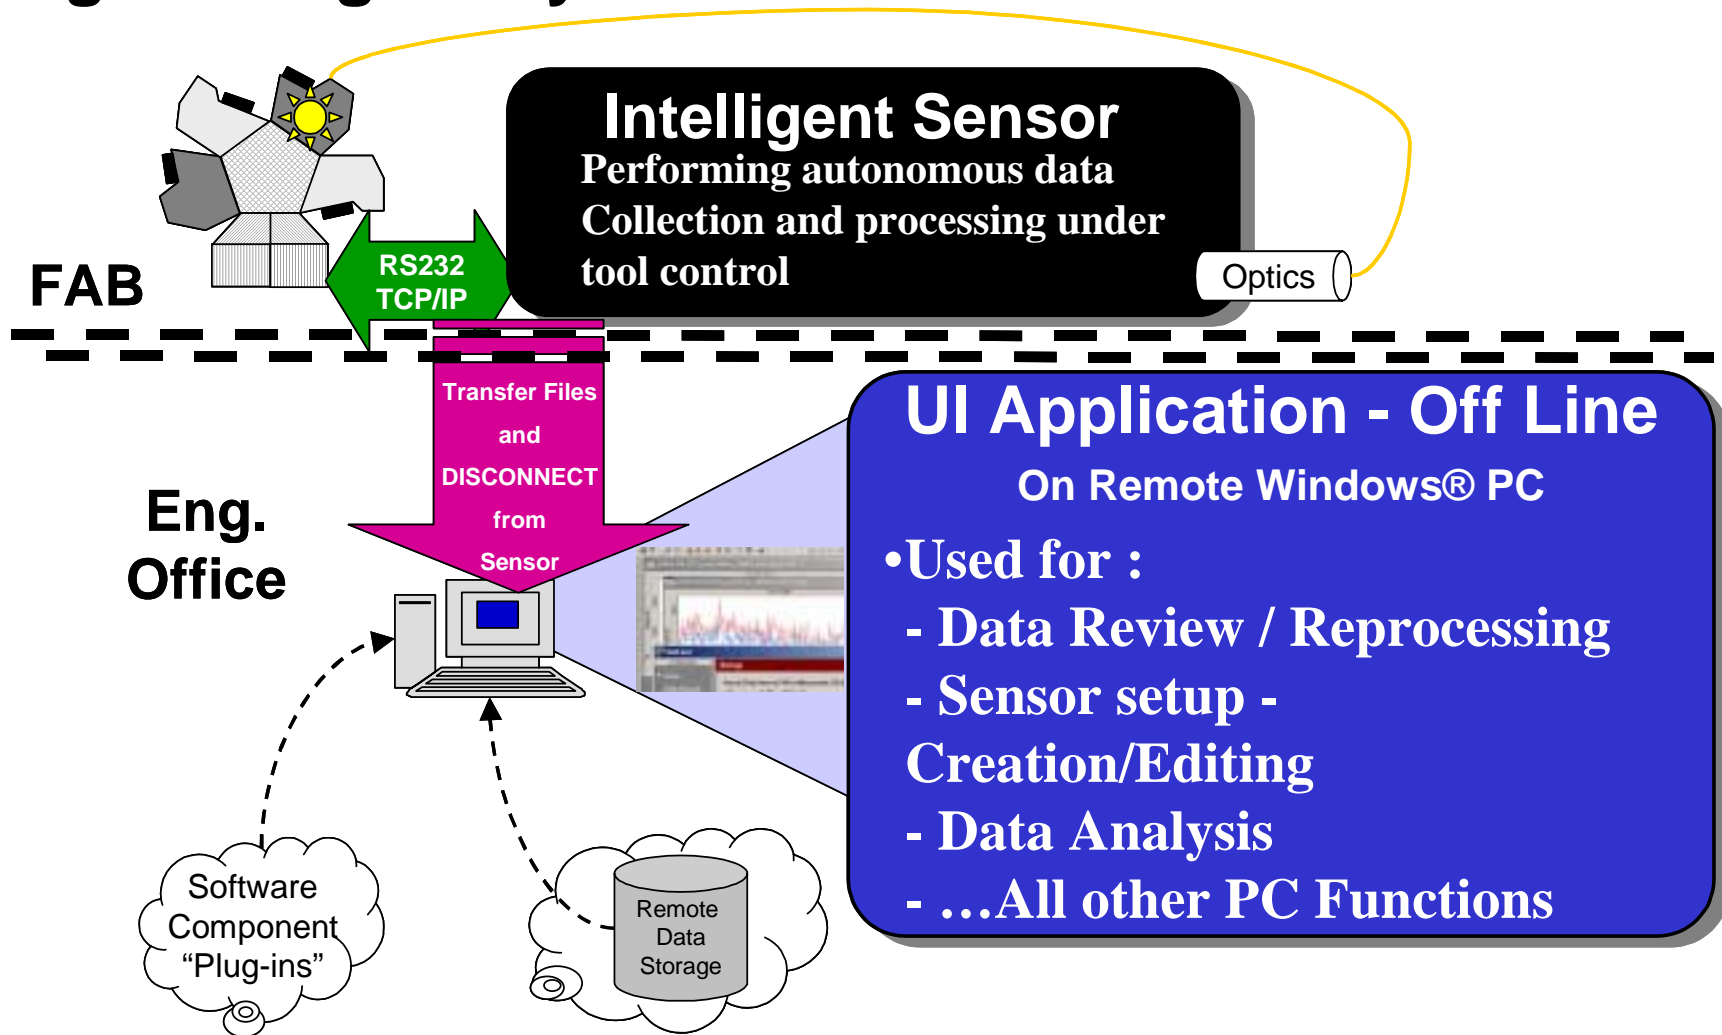 Intelligent Sensor
Performing autonomous data
Collection and processing under
tool control
Optics
RS232
TCP/IP
FAB
Transfer Files
and
DISCONNECT
from
Sensor
Eng.
Office
UI Application - Off Line
On Remote Windows® PC
•Used for :
- Data Review / Reprocessing
- Sensor setup -
Creation/Editing
- Data Analysis
- …All other PC Functions
Software
Component
“Plug-ins”
Remote
Data
Storage